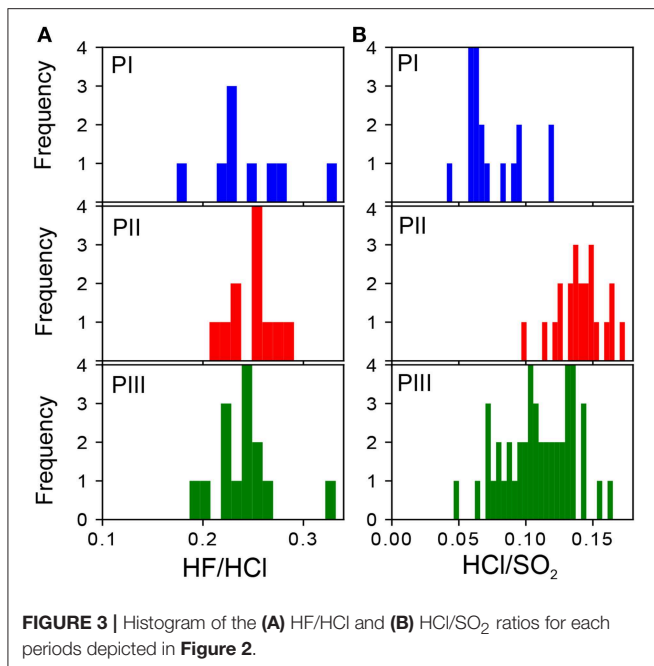 A
B
PI
PI
Frequency
4
3
2
1
4
3
2
1
PII
PII
Frequency
4
3
2
1
4
3
2
1
PIII
PIII
Frequency
4
3
2
1
0
4
3
2
1
0
0.1 0.2 0.3
0.00 0.05 0.10 0.15
HF/HCl
HCl/SO2
FIGURE 3 | Histogram of the (A) HF/HCl and (B) HCl/SO2 ratios for each
periods depicted in Figure 2.